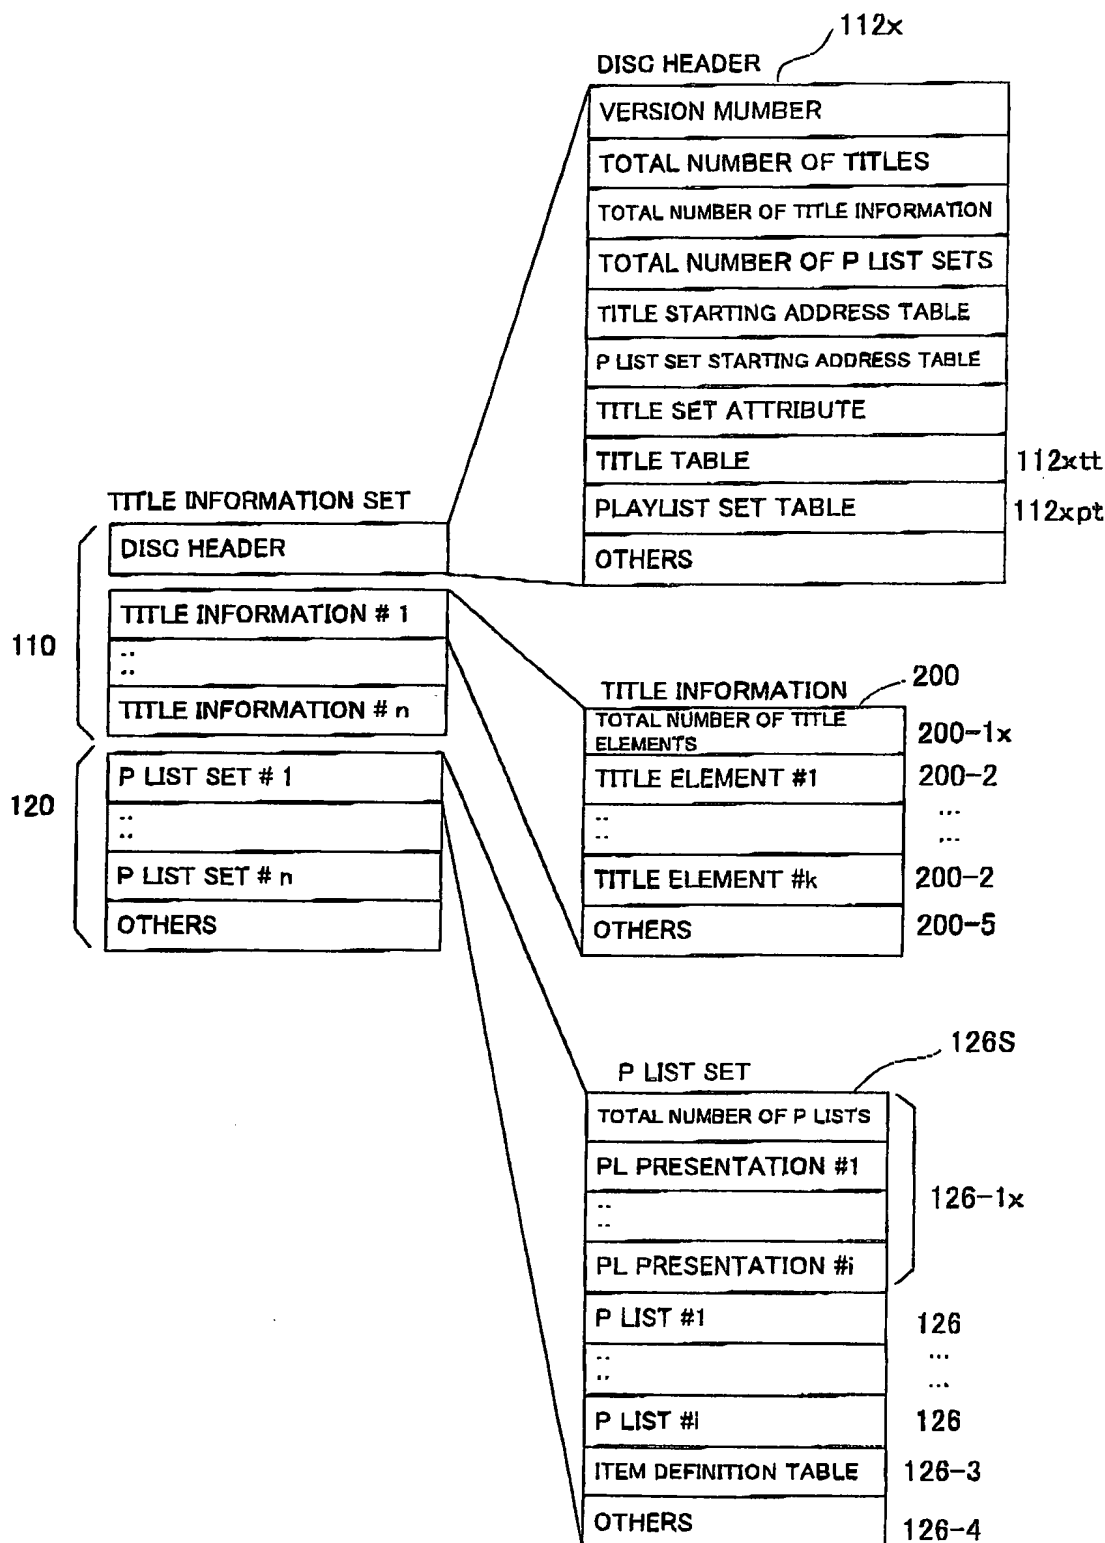 112x
DISC HEADER
VERSION MUMBER
TOTAL NUMBER OF TITLES
TOTAL NUMBER OF TITLE INFORMATION
TOTAL NUMBER OF P LIST SETS
TITLE STARTING ADDRESS TABLE
P LIST SET STARTING ADDRESS TABLE
TITLE SET ATTRIBUTE
TITLE TABLE 112xtt
PLAYLIST SET TABLE 112xpt
OTHERS
TITLE INFORMATION SET
DISC HEADER
110
TITLE INFORMATION # 1
::
TITLE INFORMATION # n
120
P LIST SET # 1
::
P LIST SET # n
OTHERS
200
TITLE INFORMATION
TOTAL NUMBER OF TITLE
ELEMENTS 200-1x
TITLE ELEMENT #1 200-2
:: ...
...
TITLE ELEMENT #k 200-2
OTHERS 200-5
126S
P LIST SET
TOTAL NUMBER OF P LISTS
PL PRESENTATION #1
::
126-1x
PL PRESENTATION #i
P LIST #1 126
:: ...
...
P LIST #i 126
ITEM DEFINITION TABLE 126-3
OTHERS 126-4